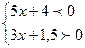 5x + 4 ≺ 0
3x + 1,5 ≻ 0